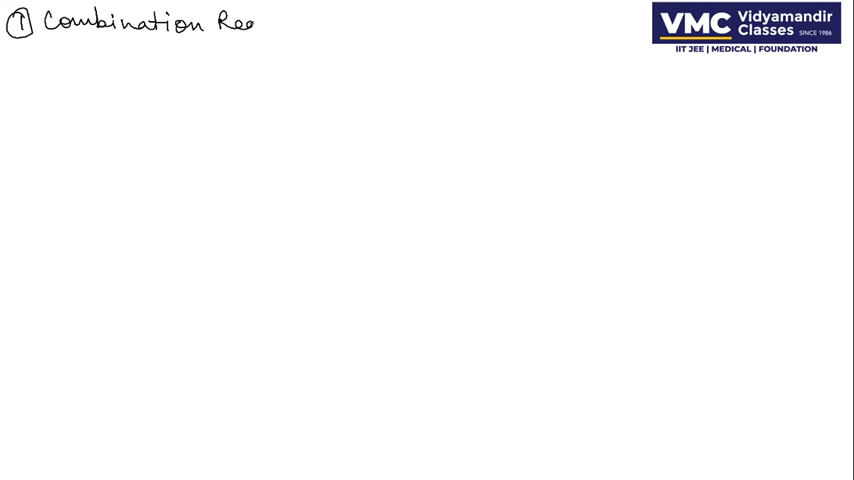 ① Combination Rea
VMC Vidyamandir Classes SINCE 1986
IIT JEE | MEDICAL | FOUNDATION